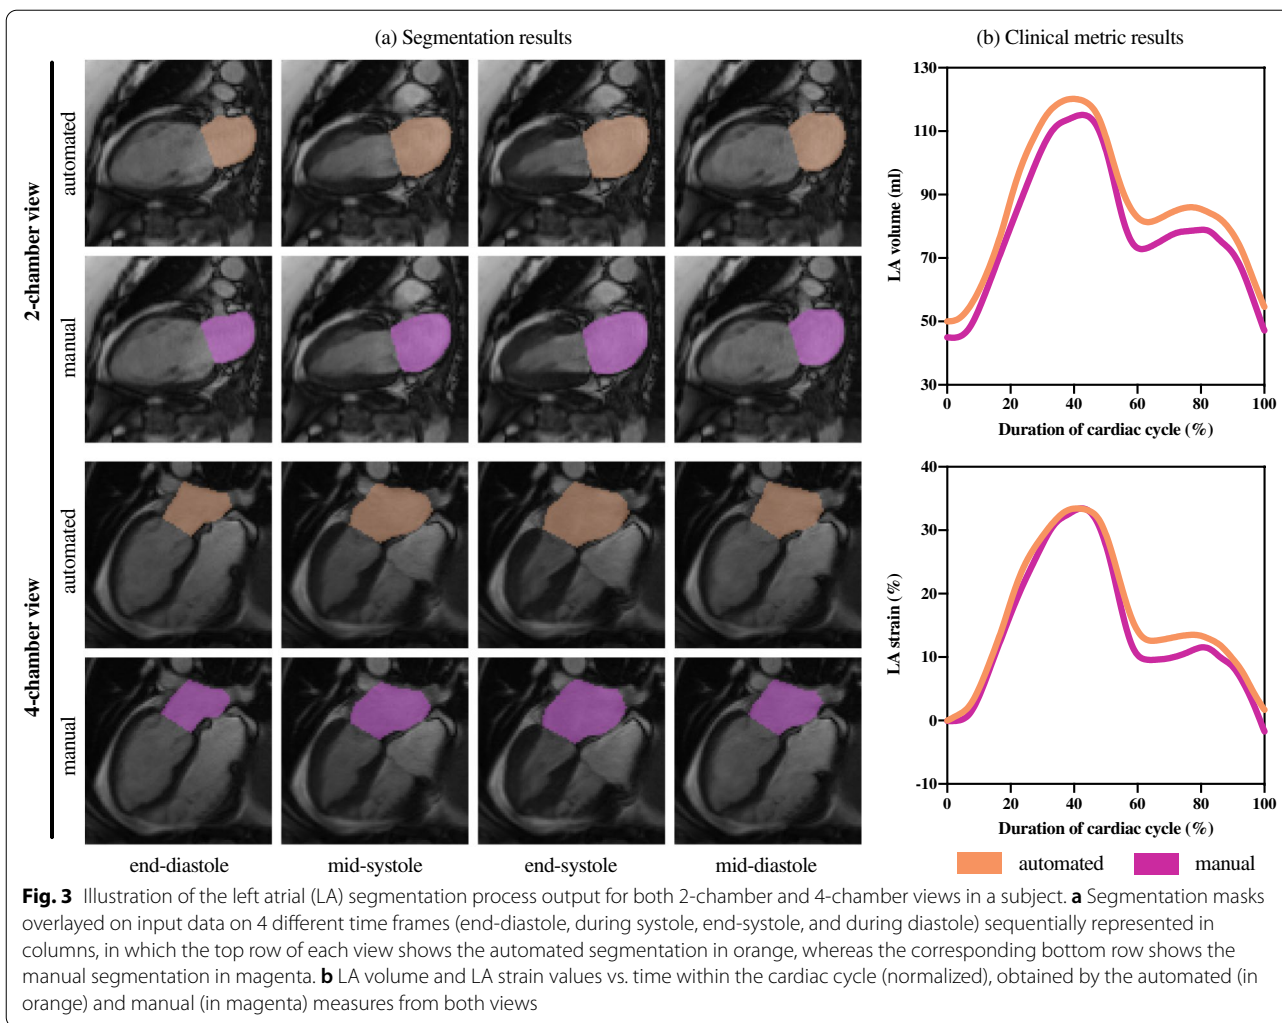 (a) Segmentation results
(b) Clinical metric results
2-chamber view
automated
manual
4-chamber view
automated
manual
end-diastole
mid-systole
end-systole
mid-diastole
130
110
90
70
50
30
LA volume (ml)
0
20
40
60
80
100
Duration of cardiac cycle (%)
40
30
20
10
0
-10
LA strain (%)
0
20
40
60
80
100
Duration of cardiac cycle (%)
automated
manual
Fig. 3 Illustration of the left atrial (LA) segmentation process output for both 2-chamber and 4-chamber views in a subject. a Segmentation masks
overlayed on input data on 4 different time frames (end-diastole, during systole, end-systole, and during diastole) sequentially represented in
columns, in which the top row of each view shows the automated segmentation in orange, whereas the corresponding bottom row shows the
manual segmentation in magenta. b LA volume and LA strain values vs. time within the cardiac cycle (normalized), obtained by the automated (in
orange) and manual (in magenta) measures from both views